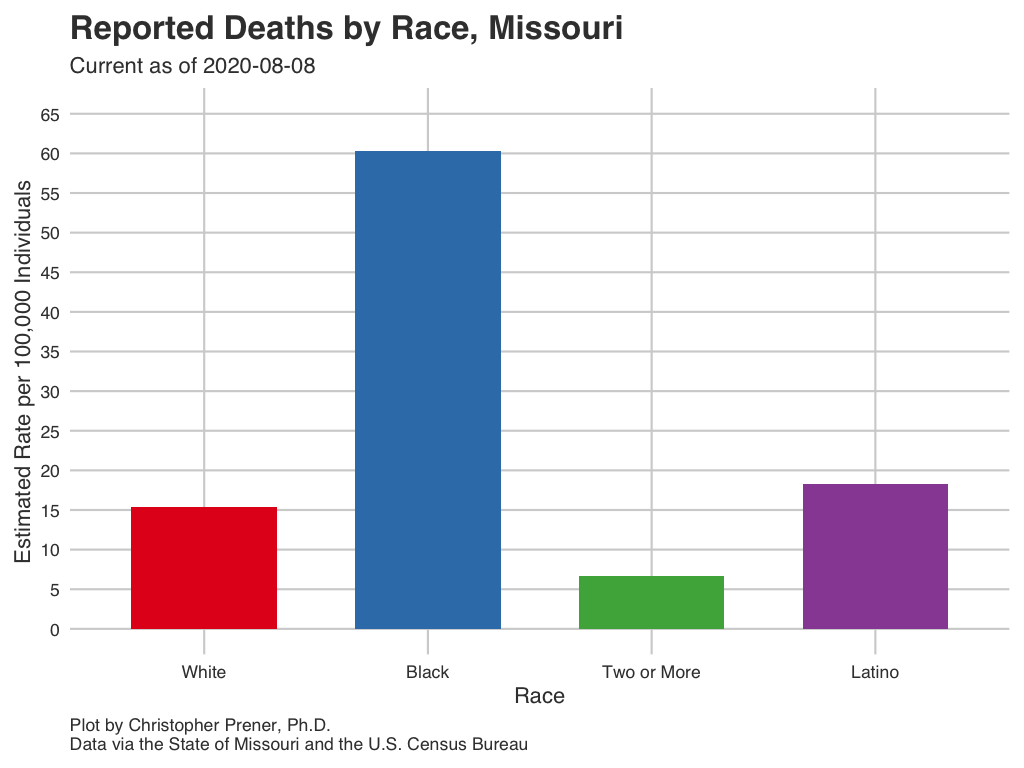 Reported Deaths by Race, Missouri
Current as of 2020-08-08
Estimated Rate per 100,000 Individuals
65
60
55
50
45
40
35
30
25
20
15
10
5
0
White Black Two or More Latino
Race
Plot by Christopher Prener, Ph.D.
Data via the State of Missouri and the U.S. Census Bureau